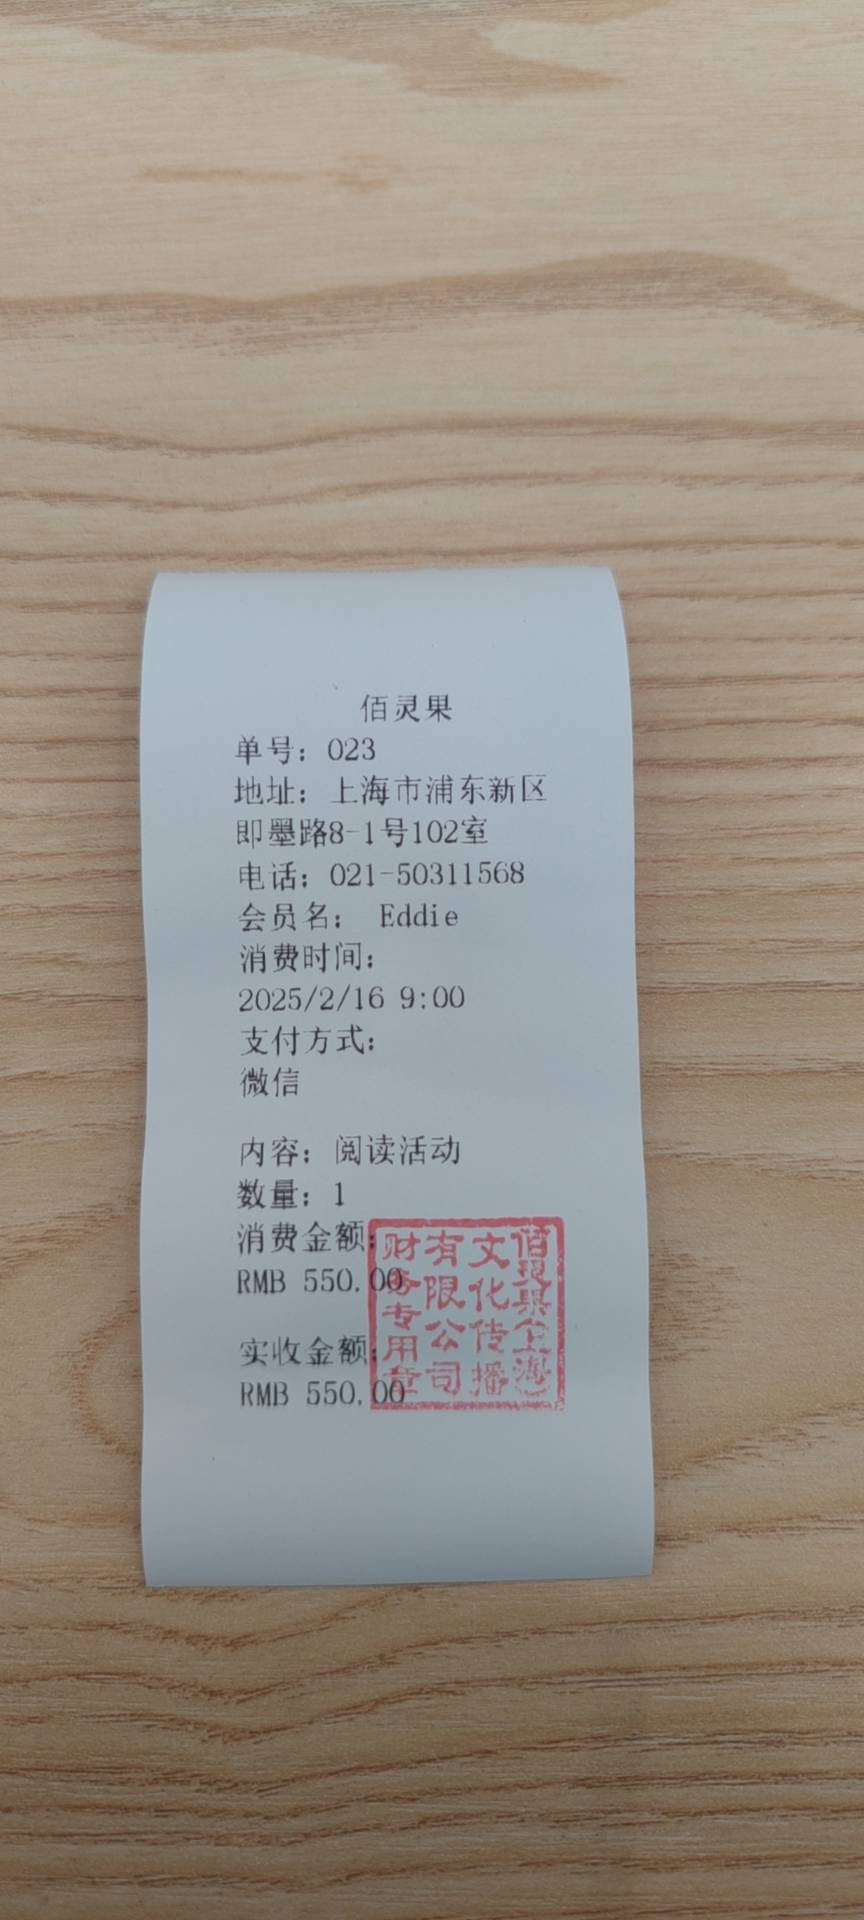 佰灵果
单号：023
地址：上海市浦东新区
即墨路8-1号102室
电话：021-50311568
会员名： Eddie
消费时间：
2025/2/16 9:00
支付方式：
微信
内容：阅读活动
数量：1
消费金额：
RMB 550.00
实收金额：
RMB 550.00
佰灵果(上海)
文化传播
有限公司
财务专用章